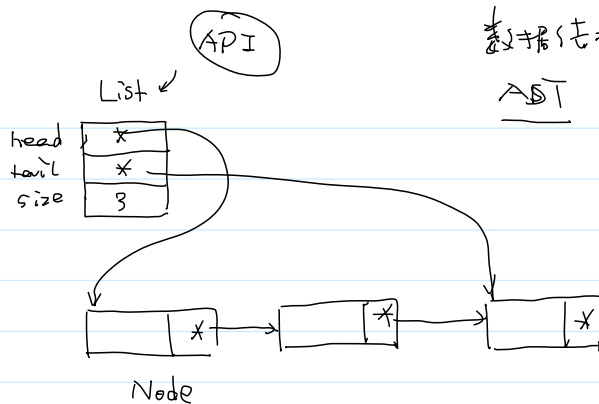 API
数据结
List
ADT
head *
tail *
size 3
* * *
Node